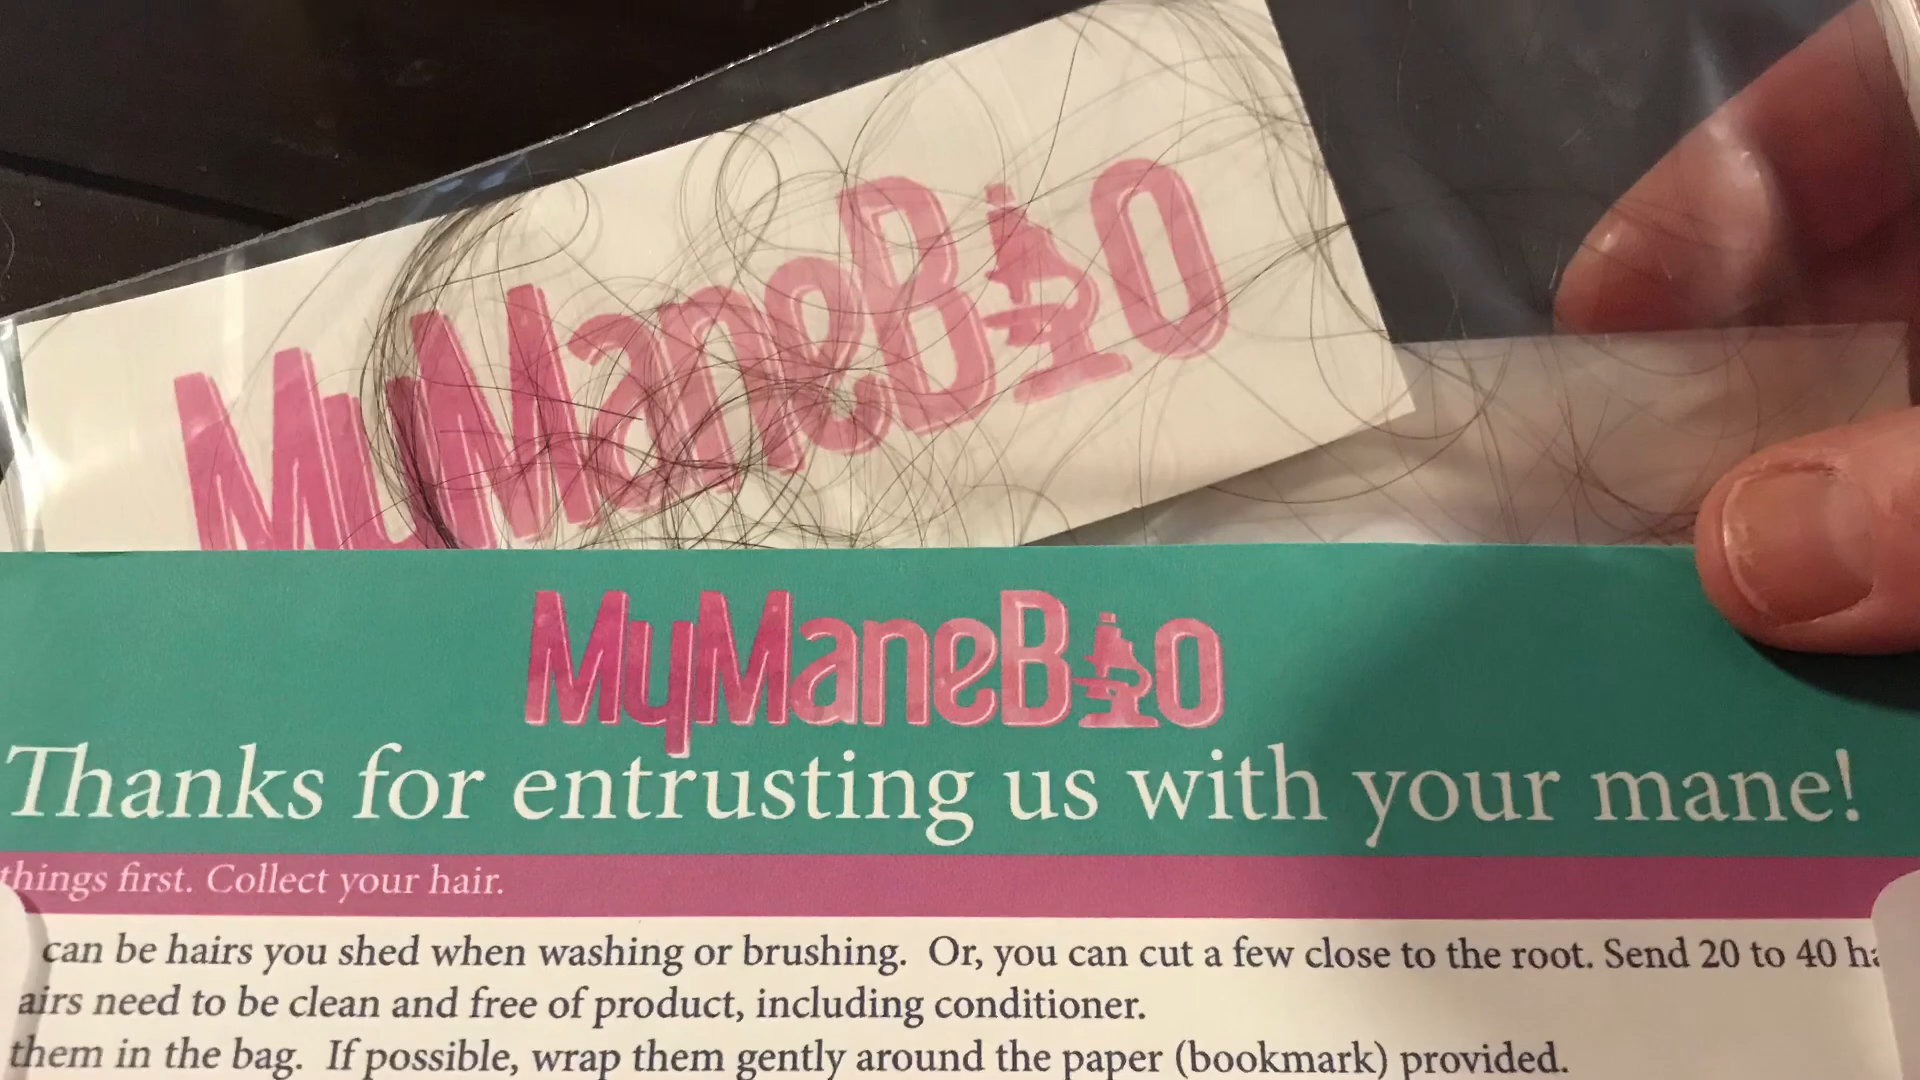 MyManeBio
MyManeBio
Thanks for entrusting us with your mane!
things first. Collect your hair.
can be hairs you shed when washing or brushing. Or, you can cut a few close to the root. Send 20 to 40 ha
airs need to be clean and free of product, including conditioner.
them in the bag. If possible, wrap them gently around the paper (bookmark) provided.